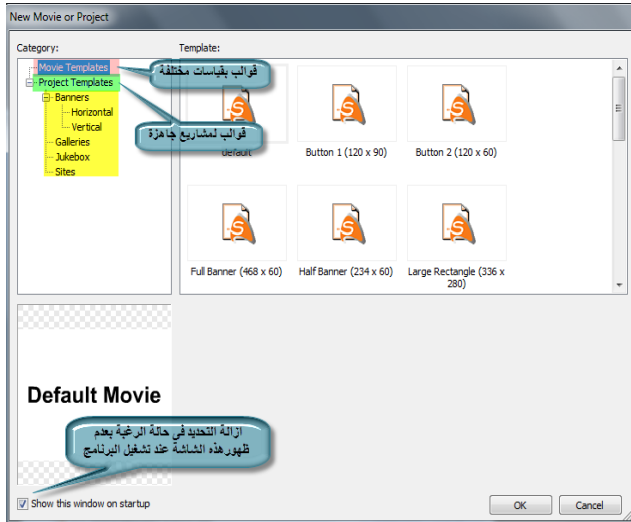 New Movie or Project
Category:
Template:
Movie Templates
Project Templates
Banners
Horizontal
Vertical
Galleries
Jukebox
Sites
قوالب بقياسات مختلفة
قوالب لمشاريع جاهزة
default
Button 1 (120 x 90)
Button 2 (120 x 60)
Full Banner (468 x 60)
Half Banner (234 x 60)
Large Rectangle (336 x
280)
Default Movie
ازالة التحديد في حالة الرغبة بعدم
ظهورهذه الشاشة عند تشغيل البرنامج
Show this window on startup
OK
Cancel